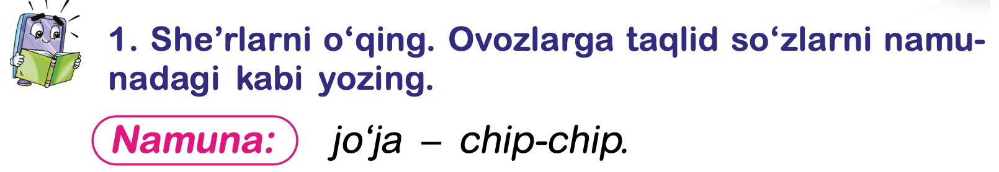 1. She’rlarni o‘qing. Ovozlarga taqlid so‘zlarni namu-
nadagi kabi yozing.
Namuna: jo‘ja – chip-chip.